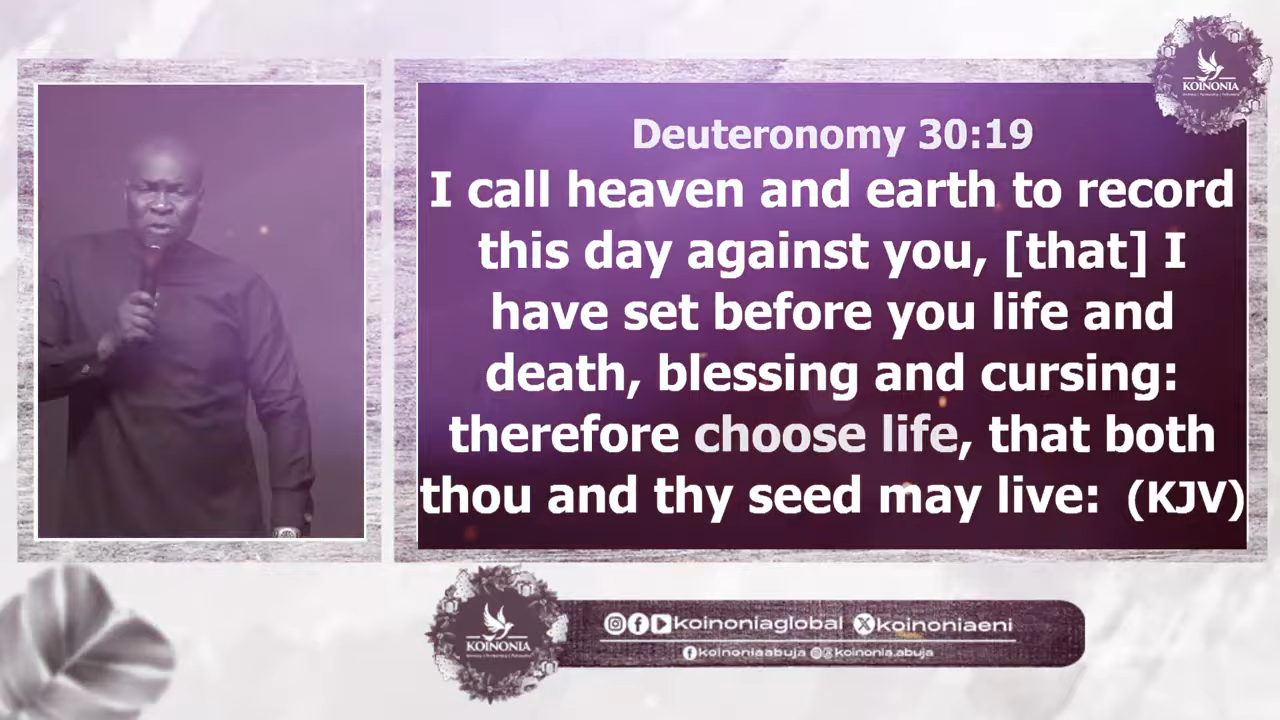 KOINONIA
Deuteronomy 30:19
I call heaven and earth to record
this day against you, [that] I
have set before you life and
death, blessing and cursing:
therefore choose life, that both
thou and thy seed may live: (KJV)
KOINONIA
koinoniaglobal koinoniaeni
koinoniaabuja @koinonia.abuja